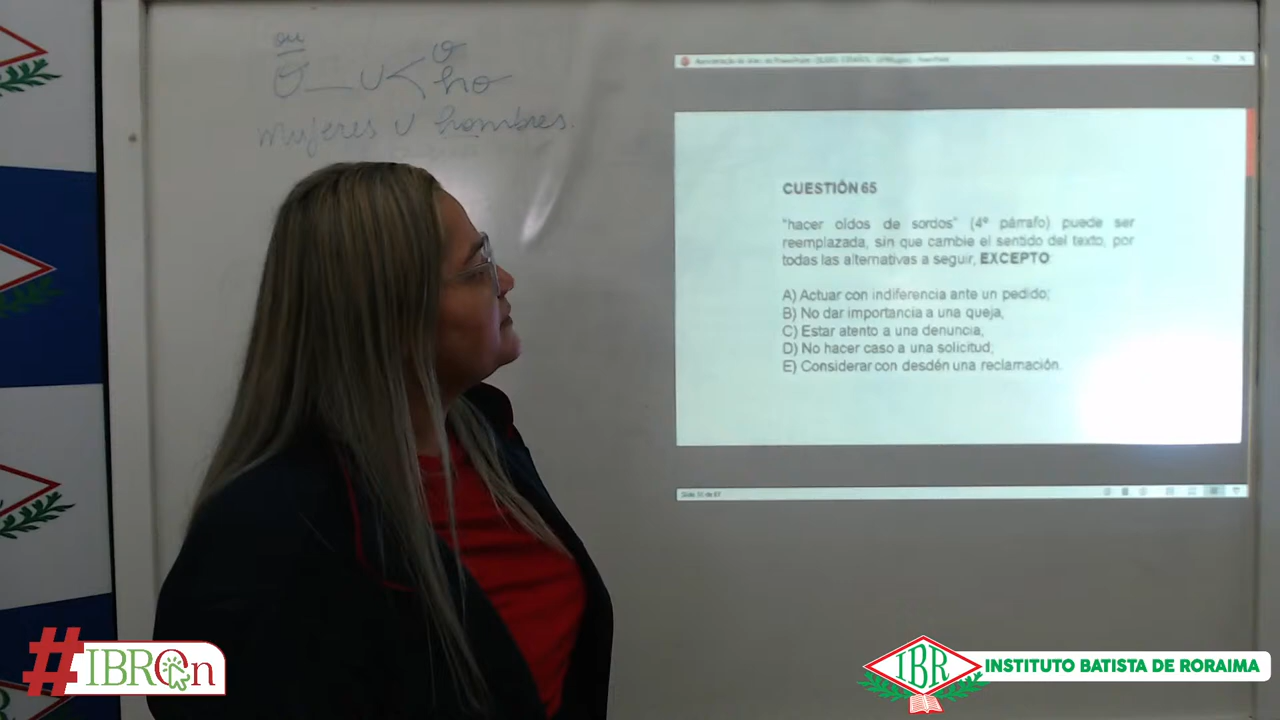 ou
o
O — U < ho
mujeres u hombres.
CUESTIÓN 65
"hacer oídos de sordos" (4º párrafo) puede ser
reemplazada, sin que cambie el sentido del texto, por
todas las alternativas a seguir, EXCEPTO:
A) Actuar con indiferencia ante un pedido;
B) No dar importancia a una queja,
C) Estar atento a una denuncia;
D) No hacer caso a una solicitud;
E) Considerar con desdén una reclamación.
#IBROn
IBR INSTITUTO BATISTA DE RORAIMA